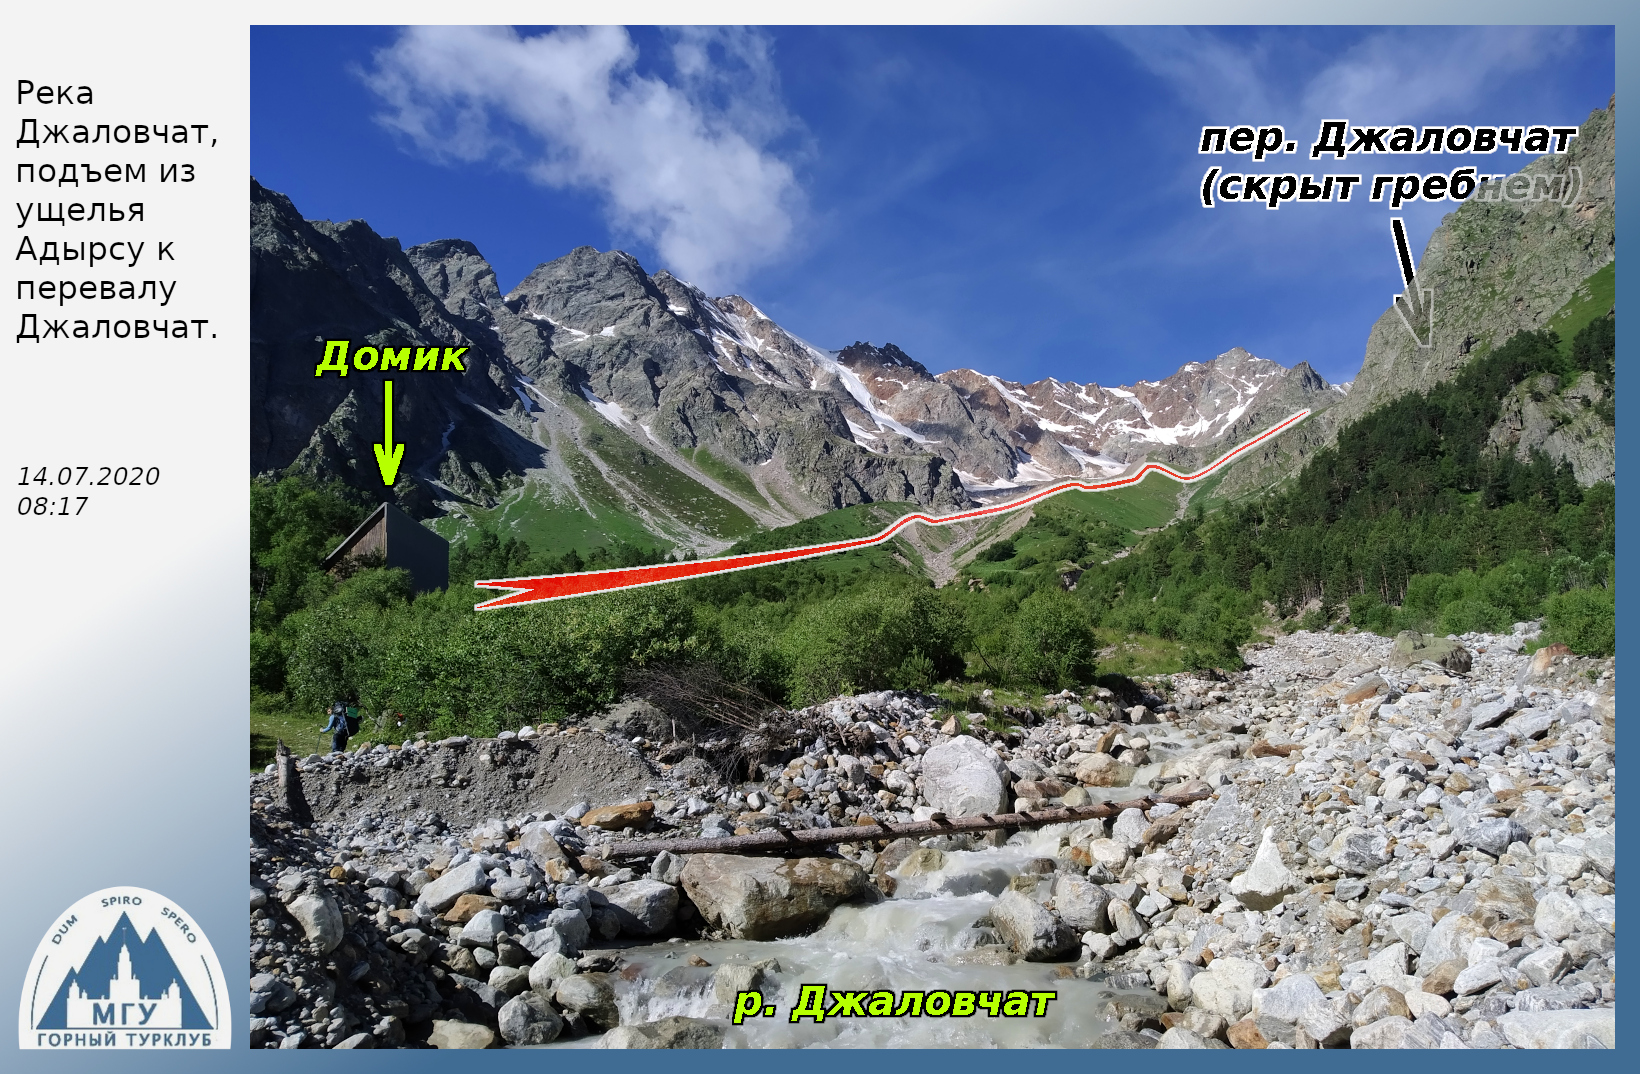 Река
Джаловчат,
подъем из
ущелья
Адырсу к
перевалу
Джаловчат.
14.07.2020
08:17
пер. Джаловчат
(скрыт гребнем)
Домик
р. Джаловчат
DUM SPIRO SPERO
МГУ
ГОРНЫЙ ТУРКЛУБ